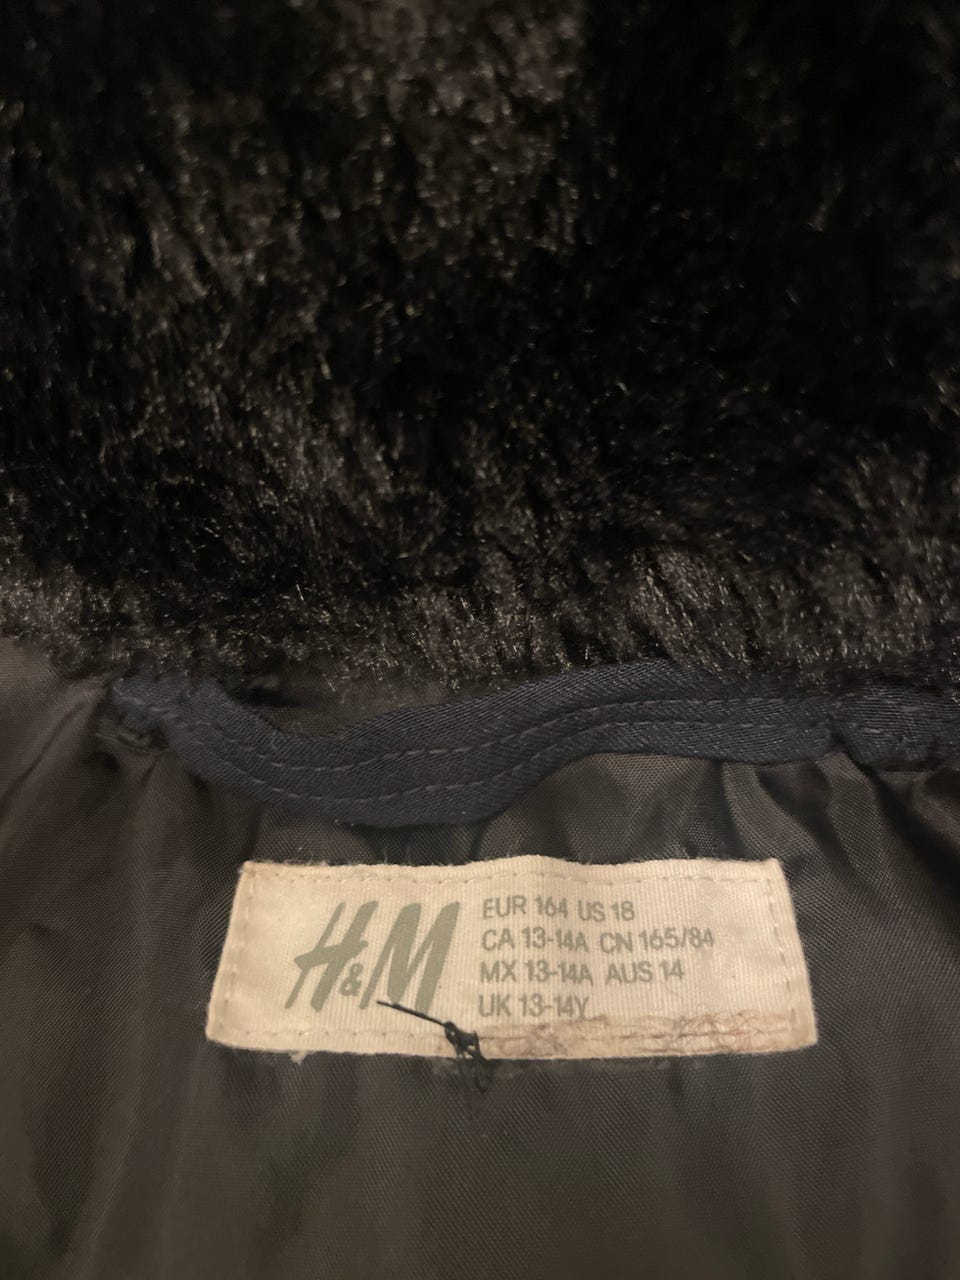 H&M
EUR 164 US 18
CA 13-14A CN 165/84
MX 13-14A AUS 14
UK 13-14Y